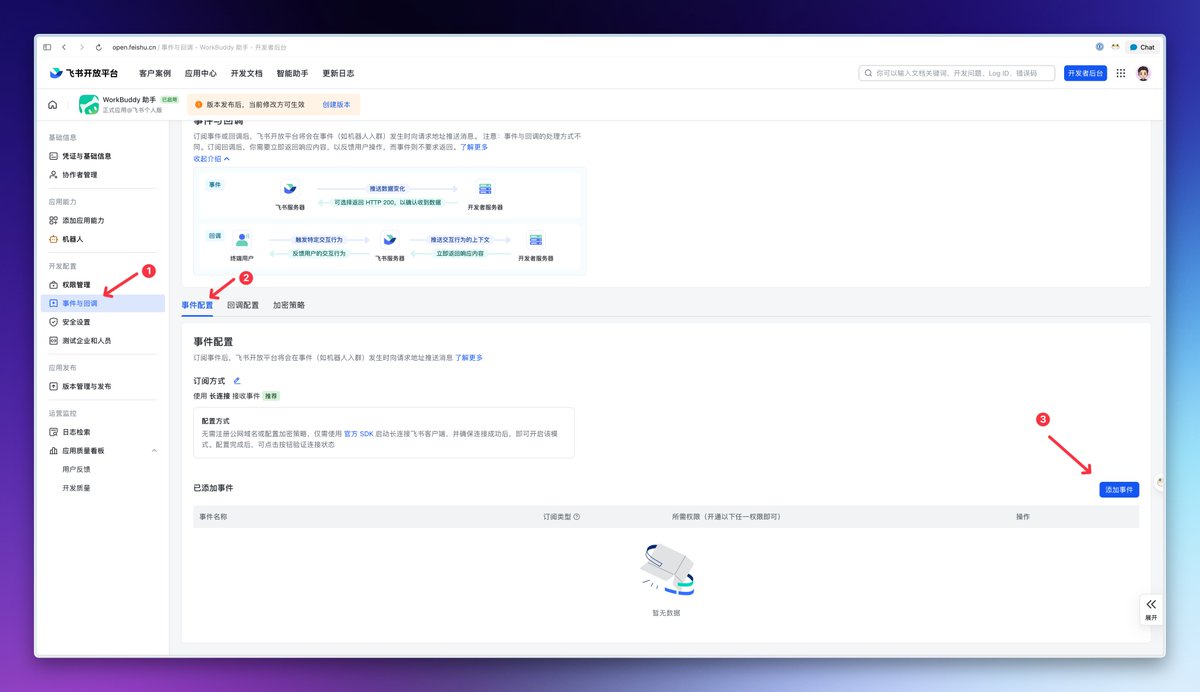 open.feishu.cn / 事件与回调 - WorkBuddy 助手 - 开发者后台
Chat
飞书开放平台
客户案例
应用中心
开发文档
智能助手
更新日志
你可以输入文档关键词、开发问题、Log ID、错误码
开发者后台
WorkBuddy 助手
已启用
正式应用@飞书个人版
版本发布后，当前修改方可生效
创建版本
基础信息
凭证与基础信息
协作者管理
应用能力
添加应用能力
机器人
开发配置
权限管理
事件与回调
安全设置
测试企业和人员
应用发布
版本管理与发布
运营监控
日志检索
应用质量看板
用户反馈
开发质量
1
事件与回调
订阅事件或回调后，飞书开放平台将会在事件（如机器人入群）发生时向请求地址推送消息。 注意：事件与回调的处理方式不
同。订阅回调后，你需要立即返回响应内容，以反馈用户操作，而事件则不要求返回。了解更多
收起介绍
事件
飞书服务器
推送数据变化
可选择返回 HTTP 200，以确认收到数据
开发者服务器
回调
终端用户
触发特定交互行为
反馈用户的交互行为
飞书服务器
推送交互行为的上下文
立即返回响应内容
开发者服务器
2
事件配置
回调配置
加密策略
事件配置
订阅事件后，飞书开放平台将会在事件（如机器人入群）发生时向请求地址推送消息 了解更多
订阅方式
使用 长连接 接收事件 推荐
配置方式
无需注册公网域名或配置加密策略，仅需使用 官方 SDK 启动长连接飞书客户端，并确保连接成功后，即可开启该模
式。配置完成后，可点击按钮验证连接状态
3
已添加事件
添加事件
事件名称
订阅类型
所需权限（开通以下任一权限即可）
操作
暂无数据
展开